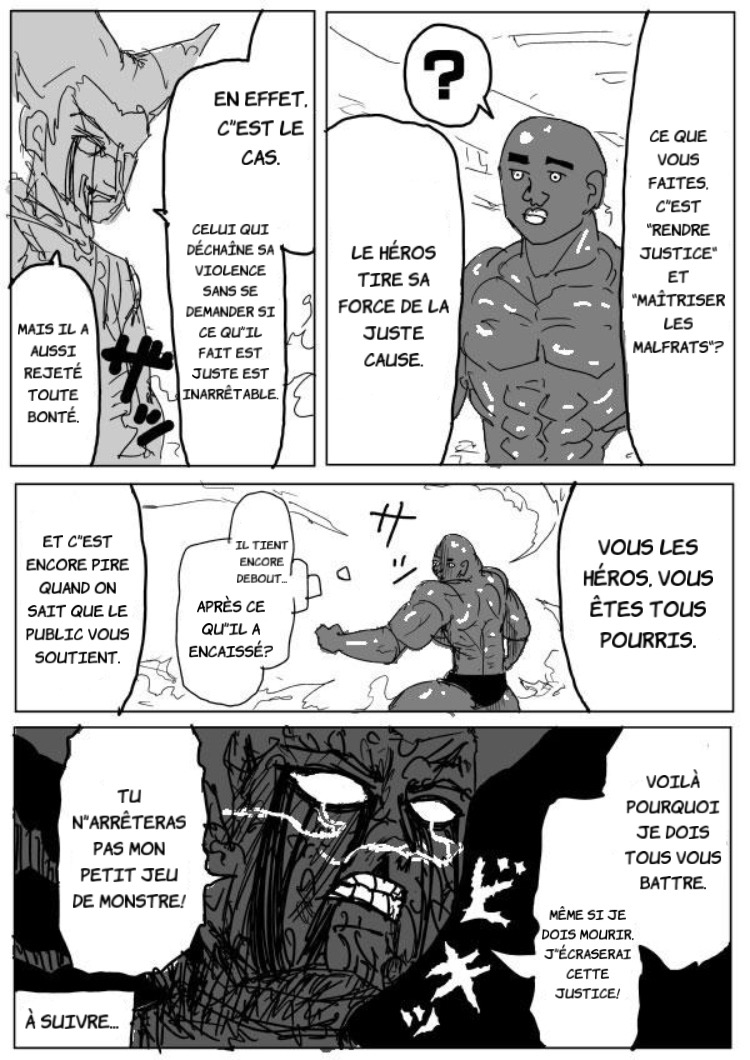 ?
CE QUE
VOUS
FAITES,
C"EST
"RENDRE
JUSTICE"
ET
"MAÎTRISER
LES
MALFRATS"?
LE HÉROS
TIRE SA
FORCE DE LA
JUSTE
CAUSE.
EN EFFET,
C"EST LE
CAS.
CELUI QUI
DÉCHAÎNE SA
VIOLENCE
SANS SE
DEMANDER SI
CE QU"IL
FAIT EST
JUSTE EST
INARRÊTABLE.
MAIS IL A
AUSSI
REJETÉ
TOUTE
BONTÉ.
ザッ
VOUS LES
HÉROS, VOUS
ÊTES TOUS
POURRIS.
IL TIENT
ENCORE
DEBOUT...
APRÈS CE
QU"IL A
ENCAISSÉ?
ET C"EST
ENCORE PIRE
QUAND ON
SAIT QUE LE
PUBLIC VOUS
SOUTIENT.
VOILÀ
POURQUOI
JE DOIS
TOUS VOUS
BATTRE.
MÊME SI JE
DOIS MOURIR,
J"ÉCRASERAI
CETTE
JUSTICE!
ビキッ
TU
N"ARRÊTERAS
PAS MON
PETIT JEU
DE MONSTRE!
À SUIVRE...